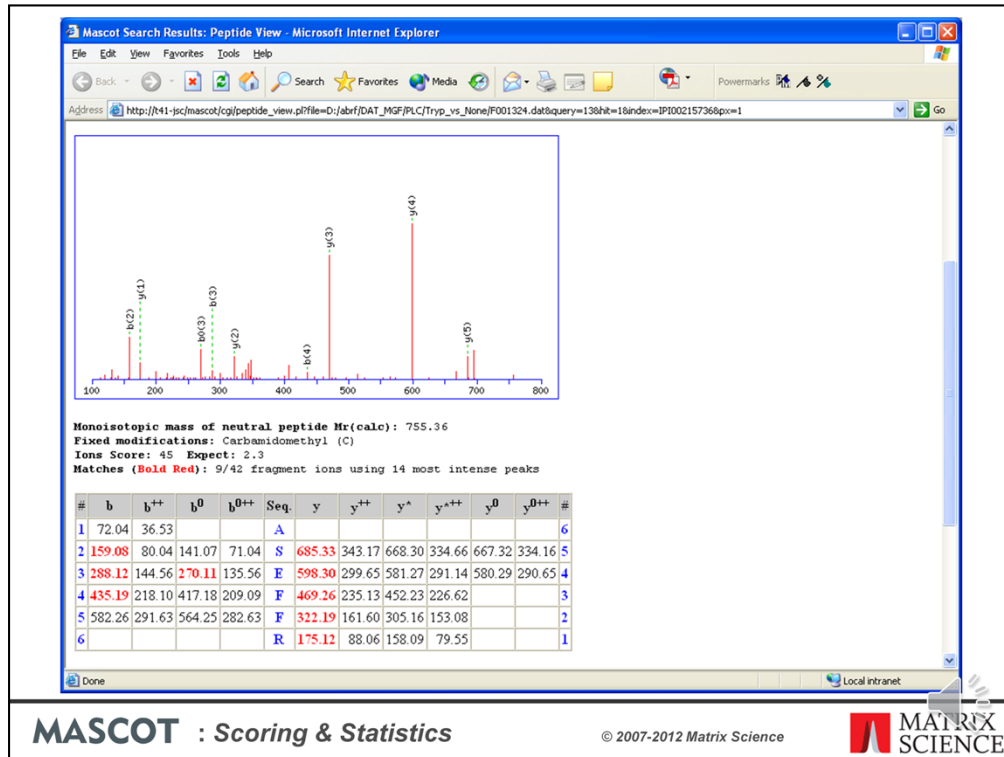 Mascot Search Results: Peptide View - Microsoft Internet Explorer
File Edit View Favorites Tools Help
Back Search Favorites Media Powermarks
Address http://t41-jsc/mascot/cgi/peptide_view.pl?file=D:/abrf/DAT_MGF/PLC/Tryp_vs_None/F001324.dat&query=13&hit=1&index=IPI00215736&px=1 Go
b(2)
y(1)
b0(3)
b(3)
y(2)
b(4)
y(3)
y(4)
y(5)
100 200 300 400 500 600 700 800
Monoisotopic mass of neutral peptide Mr(calc): 755.36
Fixed modifications: Carbamidomethyl (C)
Ions Score: 45 Expect: 2.3
Matches (Bold Red): 9/42 fragment ions using 14 most intense peaks
# b b++ b0 b0++ Seq. y y++ y* y*++ y0 y0++ #
1 72.04 36.53 A 6
2 159.08 80.04 141.07 71.04 S 685.33 343.17 668.30 334.66 667.32 334.16 5
3 288.12 144.56 270.11 135.56 E 598.30 299.65 581.27 291.14 580.29 290.65 4
4 435.19 218.10 417.18 209.09 F 469.26 235.13 452.23 226.62 3
5 582.26 291.63 564.25 282.63 F 322.19 161.60 305.16 153.08 2
6 R 175.12 88.06 158.09 79.55 1
Done Local intranet
MASCOT : Scoring & Statistics © 2007-2012 Matrix Science MATRIX
SCIENCE